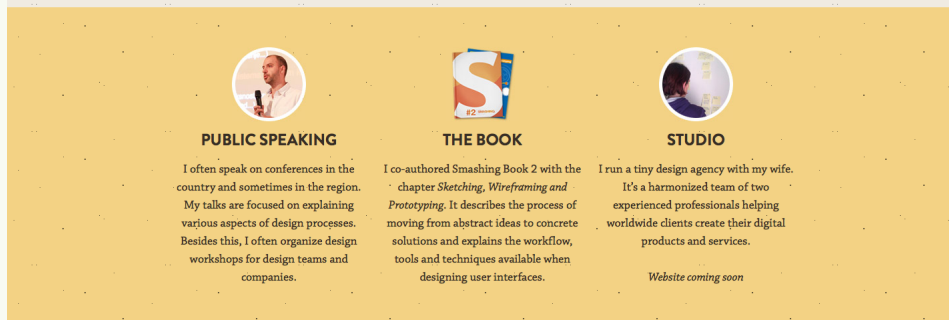 PUBLIC SPEAKING
I often speak on conferences in the
country and sometimes in the region.
My talks are focused on explaining
various aspects of design processes.
Besides this, I often organize design
workshops for design teams and
companies.
S
#2
THE BOOK
I co-authored Smashing Book 2 with the
chapter Sketching, Wireframing and
Prototyping. It describes the process of
moving from abstract ideas to concrete
solutions and explains the workflow,
tools and techniques available when
designing user interfaces.
STUDIO
I run a tiny design agency with my wife.
It's a harmonized team of two
experienced professionals helping
worldwide clients create their digital
products and services.
Website coming soon